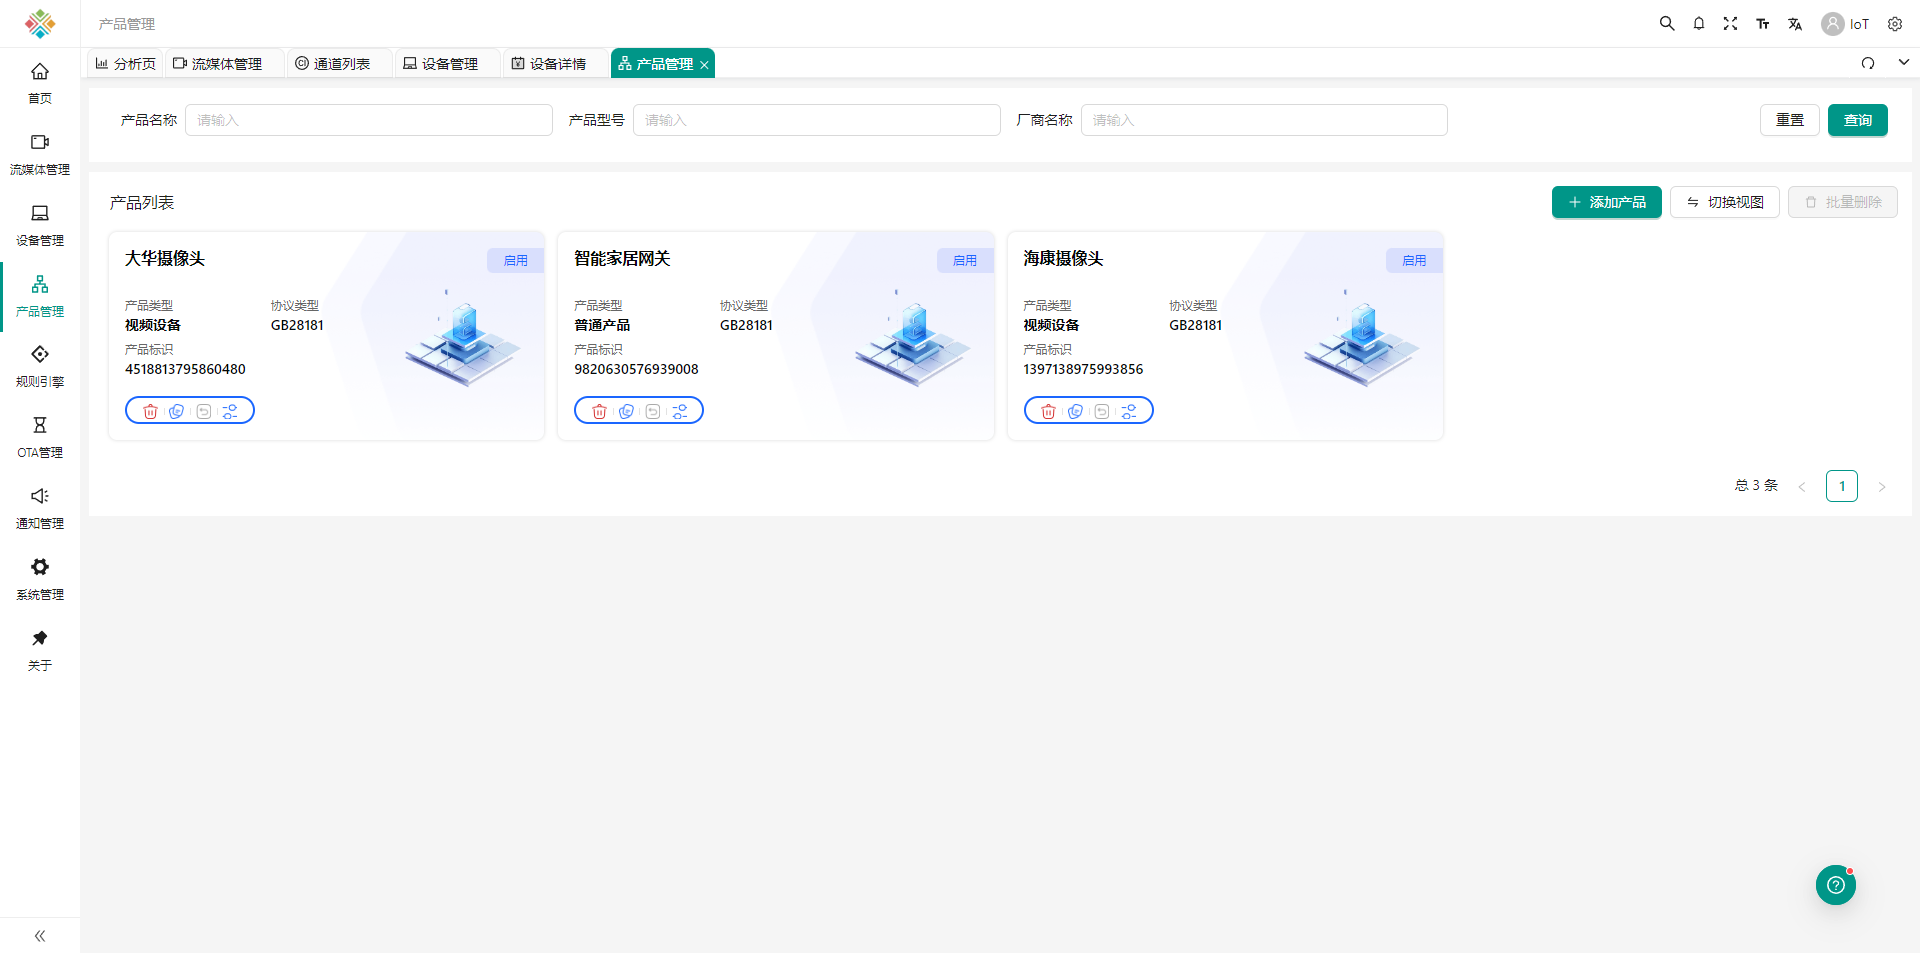 产品管理
IoT
分析页 流媒体管理 通道列表 设备管理 设备详情 产品管理
首页
流媒体管理
设备管理
产品管理
规则引擎
OTA管理
通知管理
系统管理
关于
产品名称 请输入 产品型号 请输入 厂商名称 请输入 重置 查询
产品列表 添加产品 切换视图 批量删除
大华摄像头 启用
产品类型 协议类型
视频设备 GB28181
产品标识
4518813795860480
智能家居网关 启用
产品类型 协议类型
普通产品 GB28181
产品标识
9820630576939008
海康摄像头 启用
产品类型 协议类型
视频设备 GB28181
产品标识
1397138975993856
总 3 条 1